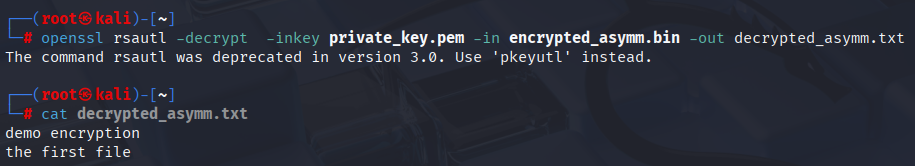 ┌──(root㉿kali)-[~]
└─# openssl rsautl -decrypt  -inkey private_key.pem -in encrypted_asymm.bin -out decrypted_asymm.txt
The command rsautl was deprecated in version 3.0. Use 'pkeyutl' instead.
┌──(root㉿kali)-[~]
└─# cat decrypted_asymm.txt
demo encryption
the first file